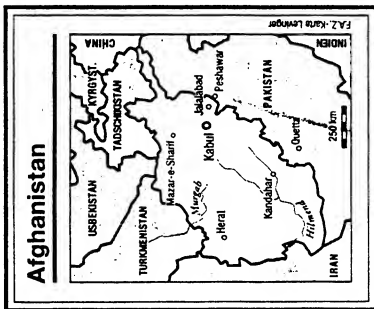 Afghanistan
USBEKISTAN
KYRGYST.
CHINA
TADSCHIKISTAN
TURKMENISTAN
Mazar-e-Sharif
Murgab
Herat
Kabul
Jalalabad
Peshawar
Kandahar
Hilmend
Quetta
PAKISTAN
IRAN
250 km
INDIEN
F.A.Z.-Karte Levinger